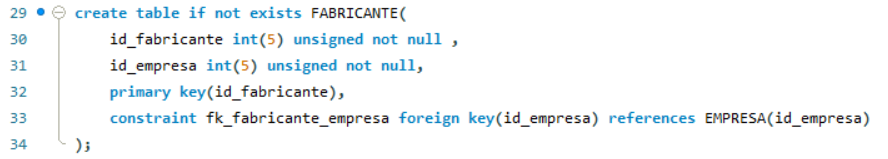 29 create table if not exists FABRICANTE(
30 id_fabricante int(5) unsigned not null ,
31 id_empresa int(5) unsigned not null,
32 primary key(id_fabricante),
33 constraint fk_fabricante_empresa foreign key(id_empresa) references EMPRESA(id_empresa)
34 );